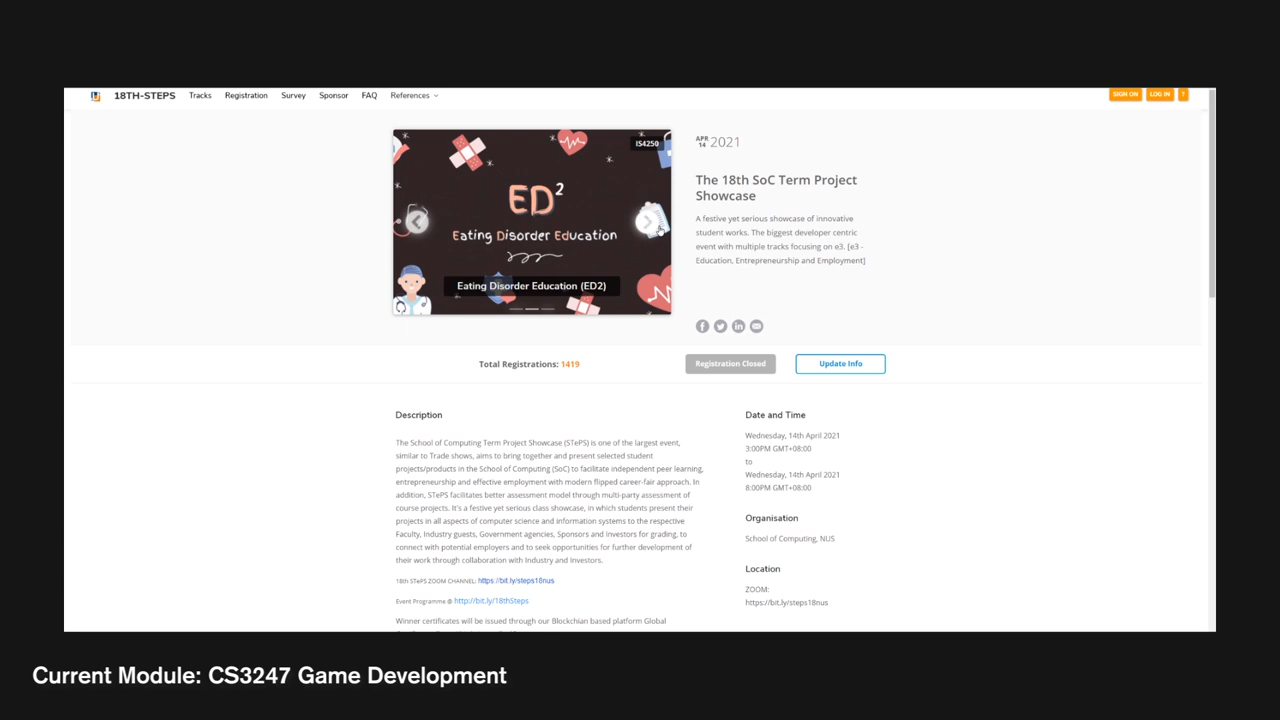 18TH-STEPS Tracks Registration Survey Sponsor FAQ References SIGN ON LOG IN ?
IS4250
ED²
Eating Disorder Education
Eating Disorder Education (ED2)
APR 14 2021
The 18th SoC Term Project
Showcase
A festive yet serious showcase of innovative
student works. The biggest developer centric
event with multiple tracks focusing on e3. [e3 -
Education, Entrepreneurship and Employment]
Total Registrations: 1419 Registration Closed Update Info
Description
The School of Computing Term Project Showcase (STePS) is one of the largest event,
similar to Trade shows, aims to bring together and present selected student
projects/products in the School of Computing (SoC) to facilitate independent peer learning,
entrepreneurship and effective employment with modern flipped career-fair approach. In
addition, STePS facilitates better assessment model through multi-party assessment of
course projects. It's a festive yet serious class showcase, in which students present their
projects in all aspects of computer science and information systems to the respective
Faculty, Industry guests, Government agencies, Sponsors and Investors for grading, to
connect with potential employers and to seek opportunities for further development of
their work through collaboration with Industry and Investors.
18th STePS ZOOM CHANNEL: https://bit.ly/steps18nus
Event Programme @ http://bit.ly/18thSteps
Winner certificates will be issued through our Blockchian based platform Global
Date and Time
Wednesday, 14th April 2021
3:00PM GMT+08:00
to
Wednesday, 14th April 2021
8:00PM GMT+08:00
Organisation
School of Computing, NUS
Location
ZOOM:
https://bit.ly/steps18nus
Current Module: CS3247 Game Development